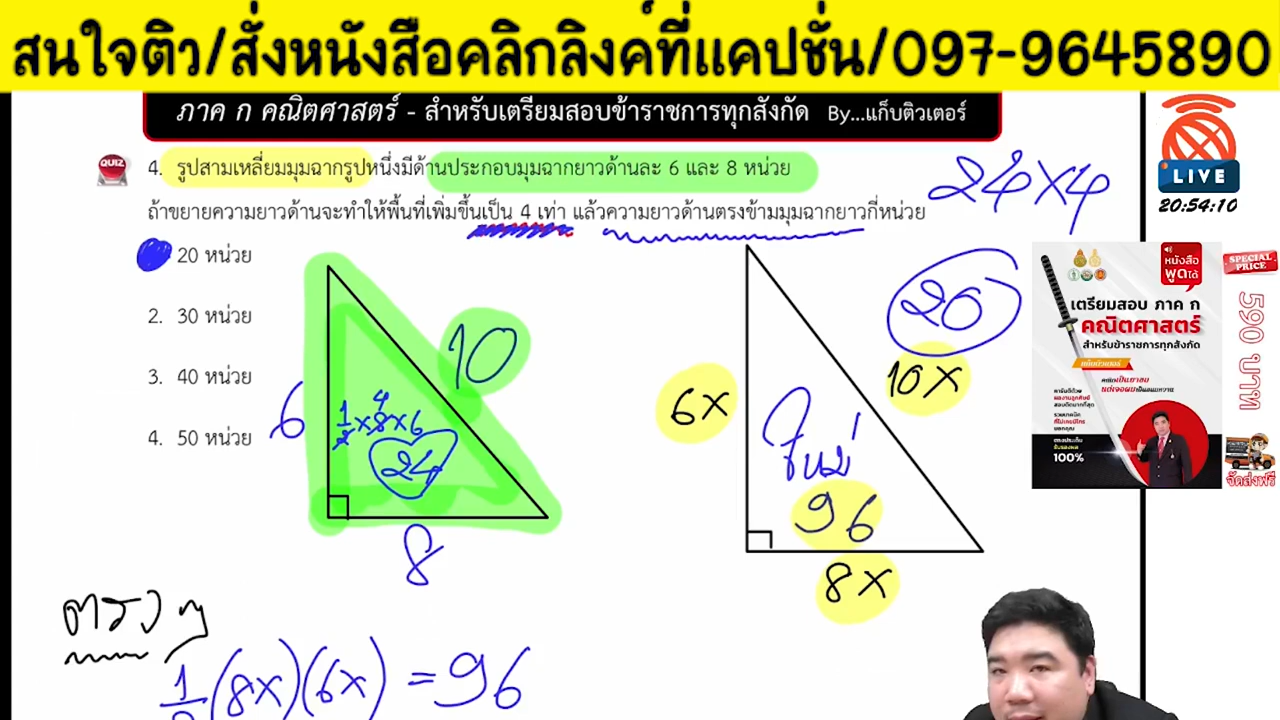 สนใจติว/สั่งหนังสือคลิกลิงค์ที่แคปชั่น/097-9645890
ภาค ก คณิตศาสตร์ - สำหรับเตรียมสอบข้าราชการทุกสังกัด By...แก็บติวเตอร์
QUIZ
4. รูปสามเหลี่ยมมุมฉากรูปหนึ่งมีด้านประกอบมุมฉากยาวด้านละ 6 และ 8 หน่วย
ถ้าขยายความยาวด้านจะทำให้พื้นที่เพิ่มขึ้นเป็น 4 เท่า แล้วความยาวด้านตรงข้ามมุมฉากยาวกี่หน่วย
24×4
20 หน่วย
2. 30 หน่วย
3. 40 หน่วย
4. 50 หน่วย
6
10
1/2×8×6
4
24
8
20
10x
6x
ใหม่
96
8x
ตรงๆ
1/2(8x)(6x) = 96
LIVE
20:54:10
หนังสือ
พูดได้
SPECIAL
PRICE
เตรียมสอบ ภาค ก
คณิตศาสตร์
สำหรับข้าราชการทุกสังกัด
แก็บติวเตอร์
100%
590 บาท
จัดส่งฟรี